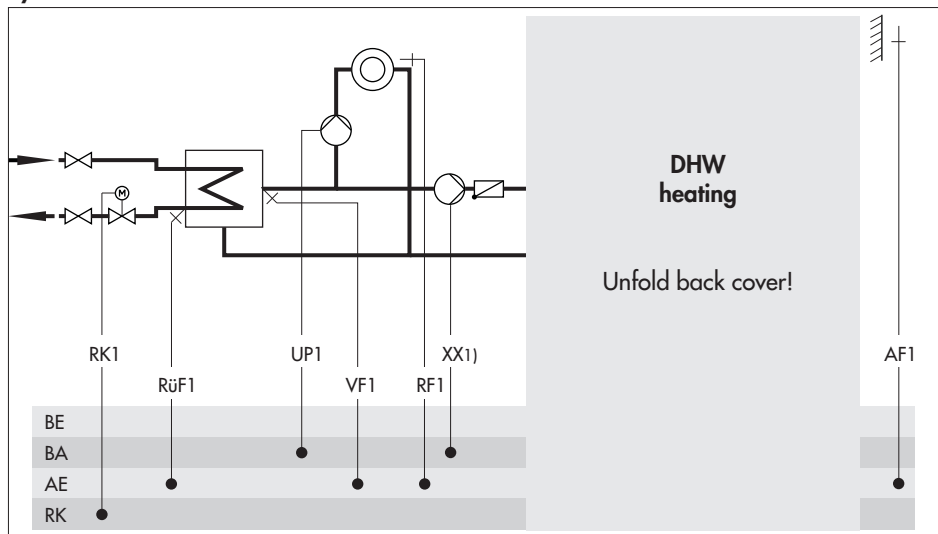 M
DHW
heating
Unfold back cover!
RK1 UP1 XX1) AF1
RüF1 VF1 RF1
BE
BA
AE
RK